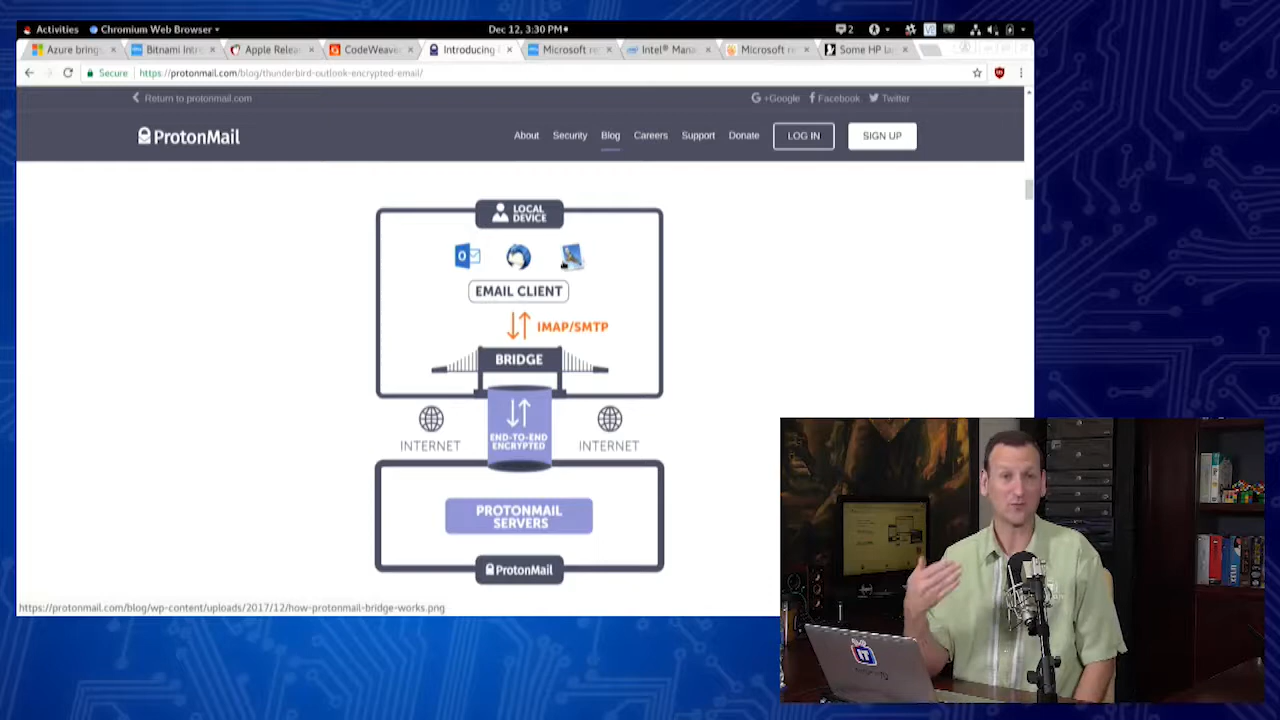 Activities
Chromium Web Browser
Dec 12, 3:30 PM
2
Azure bring
Bitnami Intr
Apple Relea
CodeWeaver
Introducing
Microsoft re
Intel® Mana
Microsoft re
Some HP la
Secure
https://protonmail.com/blog/thunderbird-outlook-encrypted-email/
Return to protonmail.com
+Google
Facebook
Twitter
ProtonMail
About
Security
Blog
Careers
Support
Donate
LOG IN
SIGN UP
LOCAL
DEVICE
EMAIL CLIENT
IMAP/SMTP
BRIDGE
INTERNET
END-TO-END
ENCRYPTED
INTERNET
PROTONMAIL
SERVERS
ProtonMail
https://protonmail.com/blog/wp-content/uploads/2017/12/how-protonmail-bridge-works.png
IT